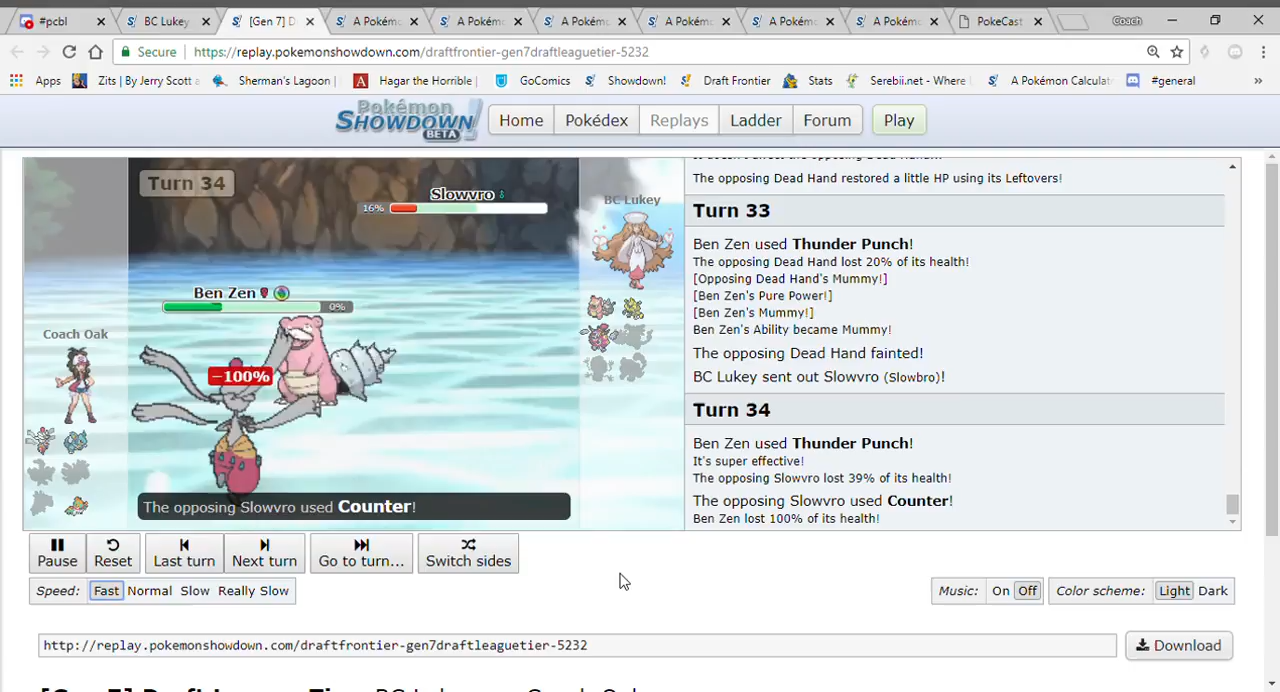 #pcbl
BC Lukey
[Gen 7] D
A Pokém
A Pokém
A Pokém
A Pokém
A Pokém
A Pokém
PokeCast
Coach
Secure
https://replay.pokemonshowdown.com/draftfrontier-gen7draftleaguetier-5232
Apps
Zits | By Jerry Scott a
Sherman's Lagoon |
Hagar the Horrible |
GoComics
Showdown!
Draft Frontier
Stats
Serebii.net - Where
A Pokémon Calculat
#general
»
Pokémon
SHOWDOWN!
BETA
Home
Pokédex
Replays
Ladder
Forum
Play
Turn 34
Slowvro
16%
BC Lukey
Ben Zen
0%
Coach Oak
−100%
The opposing Slowvro used Counter!
It doesn't affect the opposing Dead Hand...
The opposing Dead Hand restored a little HP using its Leftovers!
Turn 33
Ben Zen used Thunder Punch!
The opposing Dead Hand lost 20% of its health!
[Opposing Dead Hand's Mummy!]
[Ben Zen's Pure Power!]
[Ben Zen's Mummy!]
Ben Zen's Ability became Mummy!
The opposing Dead Hand fainted!
BC Lukey sent out Slowvro (Slowbro)!
Turn 34
Ben Zen used Thunder Punch!
It's super effective!
The opposing Slowvro lost 39% of its health!
The opposing Slowvro used Counter!
Ben Zen lost 100% of its health!
Pause
Reset
Last turn
Next turn
Go to turn...
Switch sides
Speed: Fast Normal Slow Really Slow
Music: On Off
Color scheme: Light Dark
http://replay.pokemonshowdown.com/draftfrontier-gen7draftleaguetier-5232
Download